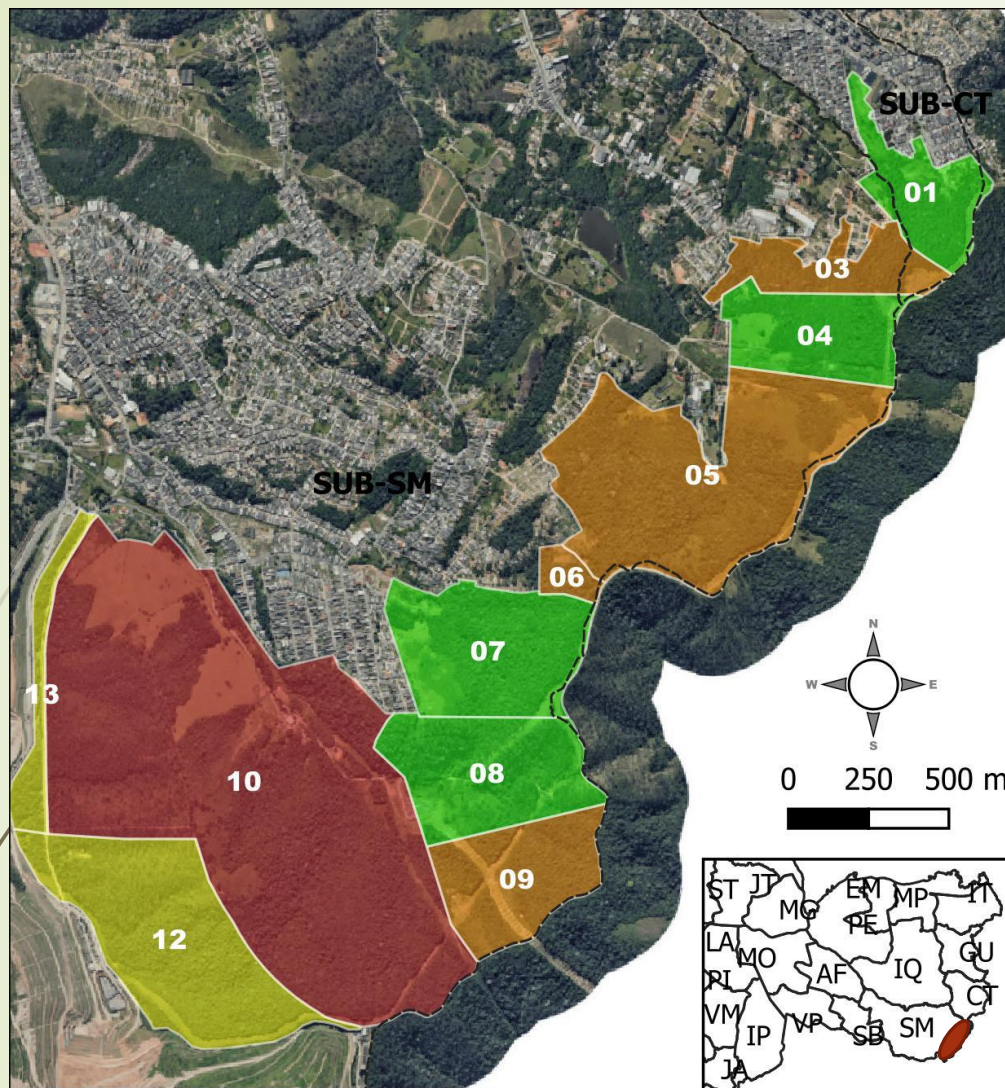 SUB-CT
01
03
04
05
SUB-SM
06
07
13
10
08
09
12
N
W E
S
0 250 500 m
ST
JT
MG
EM
MP
IT
PE
LA
MO
AF
IQ
GU
PI
CT
VM
IP
VP
SB
SM
JA